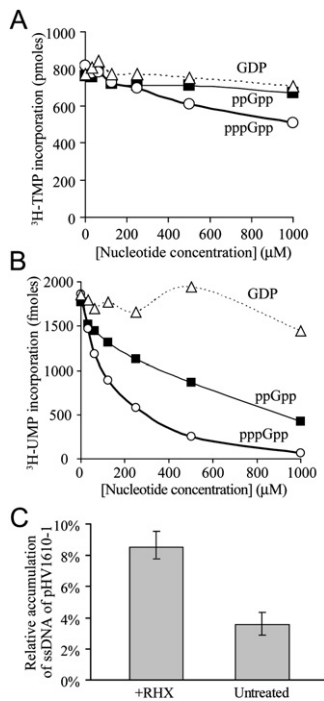 A
³H-TMP incorporation (pmoles)
1000
800
600
400
200
0
GDP
ppGpp
pppGpp
0 200 400 600 800 1000
[Nucleotide concentration] (μM)
B
³H-UMP incorporation (fmoles)
2000
1500
1000
500
0
GDP
ppGpp
pppGpp
0 200 400 600 800 1000
[Nucleotide concentration] (μM)
C
Relative accumulation
of ssDNA of pHV1610-1
10%
8%
6%
4%
2%
0%
+RHX Untreated